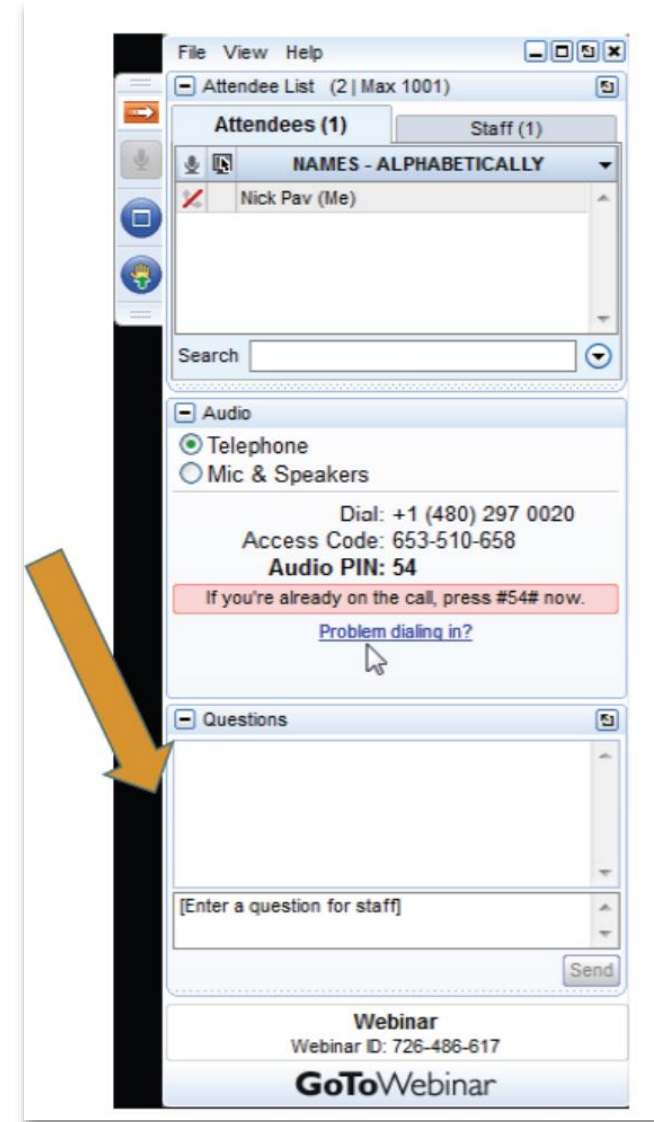 File View Help
Attendee List (2 | Max 1001)
Attendees (1) Staff (1)
NAMES - ALPHABETICALLY
Nick Pav (Me)
Search
Audio
Telephone
Mic & Speakers
Dial: +1 (480) 297 0020
Access Code: 653-510-658
Audio PIN: 54
If you're already on the call, press #54# now.
Problem dialing in?
Questions
[Enter a question for staff]
Send
Webinar
Webinar ID: 726-486-617
GoToWebinar